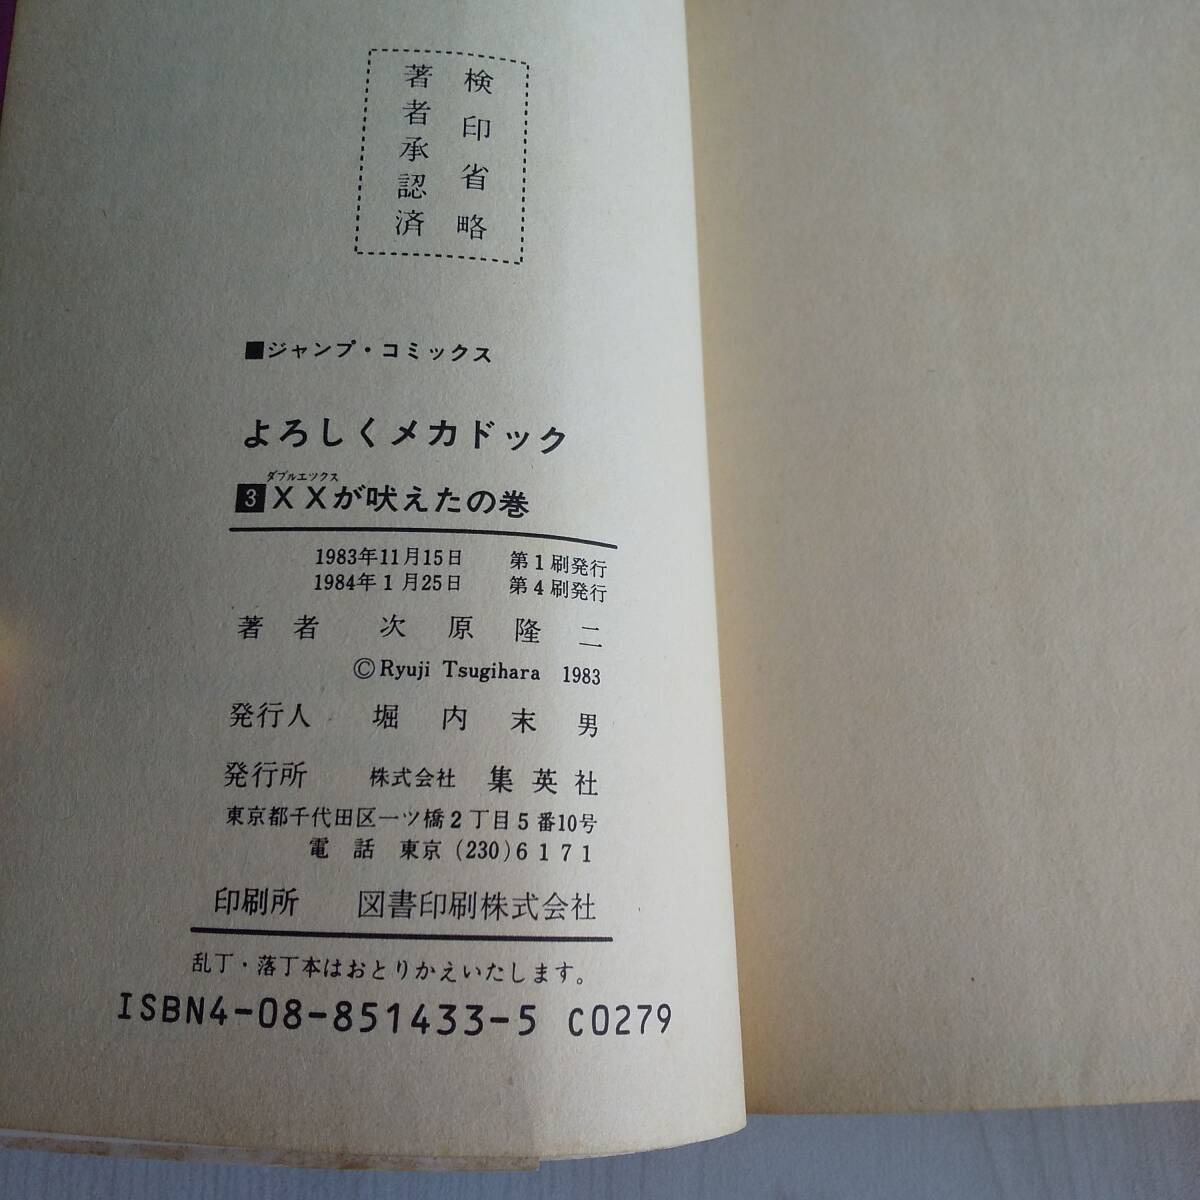 検印省略
著者承認済
■ジャンプ・コミックス
よろしくメカドック
ダブルエックス
3 XXが吠えたの巻
1983年11月15日 第1刷発行
1984年1月25日 第4刷発行
著者 次原隆二
©Ryuji Tsugihara 1983
発行人 堀内末男
発行所 株式会社 集英社
東京都千代田区一ツ橋2丁目5番10号
電話 東京(230)6171
印刷所 図書印刷株式会社
乱丁・落丁本はおとりかえいたします。
ISBN4-08-851433-5 C0279